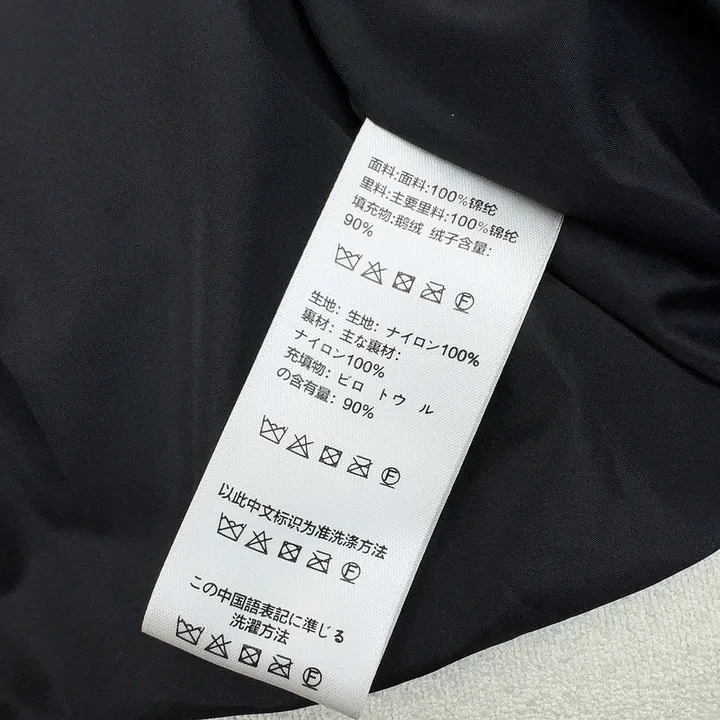 面料:面料:100%锦纶
里料:主要里料:100%锦纶
填充物:鹅绒 绒子含量:
90%
F
生地: 生地: ナイロン100%
裏材: 主な裏材:
ナイロン100%
充填物: ピロ トウ ル
の含有量: 90%
F
以此中文标识为准洗涤方法
F
この中国語表記に準じる
洗濯方法
F